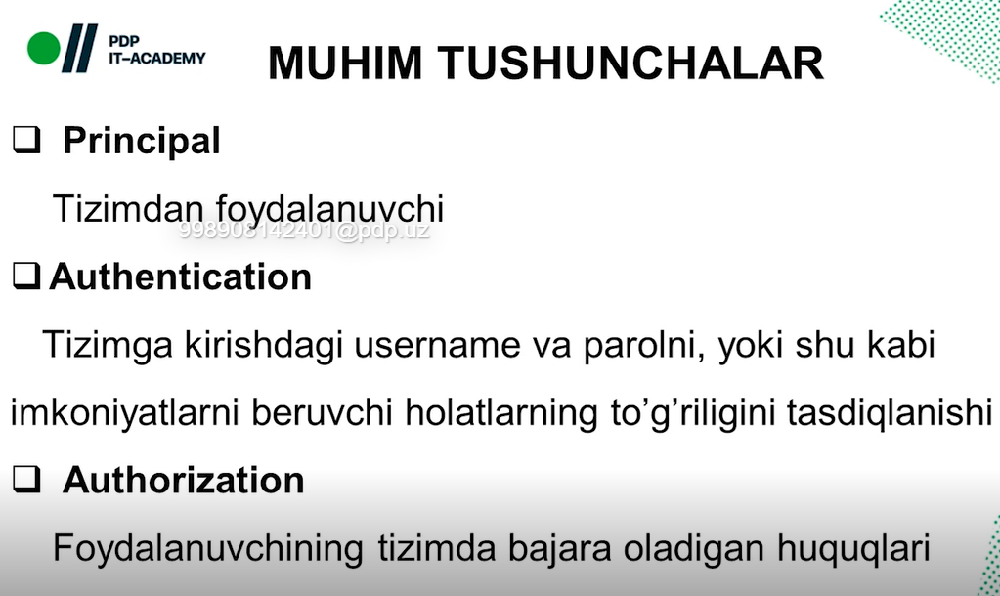 PDP
IT-ACADEMY
MUHIM TUSHUNCHALAR
Principal
Tizimdan foydalanuvchi
998908142401@pdp.uz
Authentication
Tizimga kirishdagi username va parolni, yoki shu kabi
imkoniyatlarni beruvchi holatlarning to’g’riligini tasdiqlanishi
Authorization
Foydalanuvchining tizimda bajara oladigan huquqlari